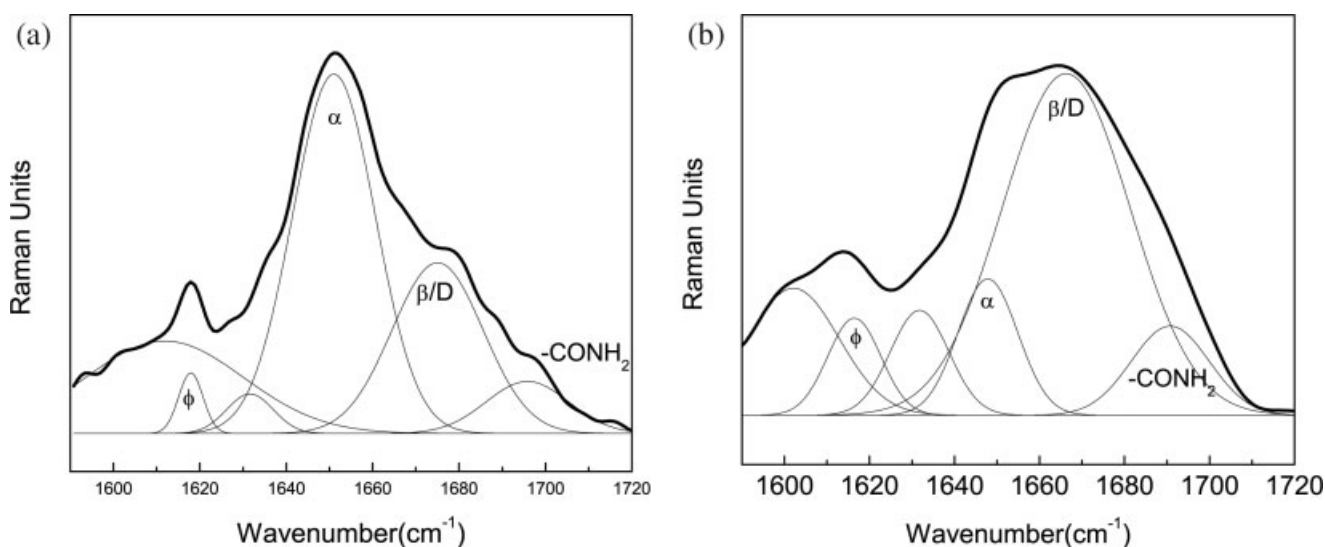 (a)
Raman Units
α
β/D
-CONH₂
ϕ
1600 1620 1640 1660 1680 1700 1720
Wavenumber(cm⁻¹)
(b)
Raman Units
β/D
α
ϕ
-CONH₂
1600 1620 1640 1660 1680 1700 1720
Wavenumber(cm⁻¹)